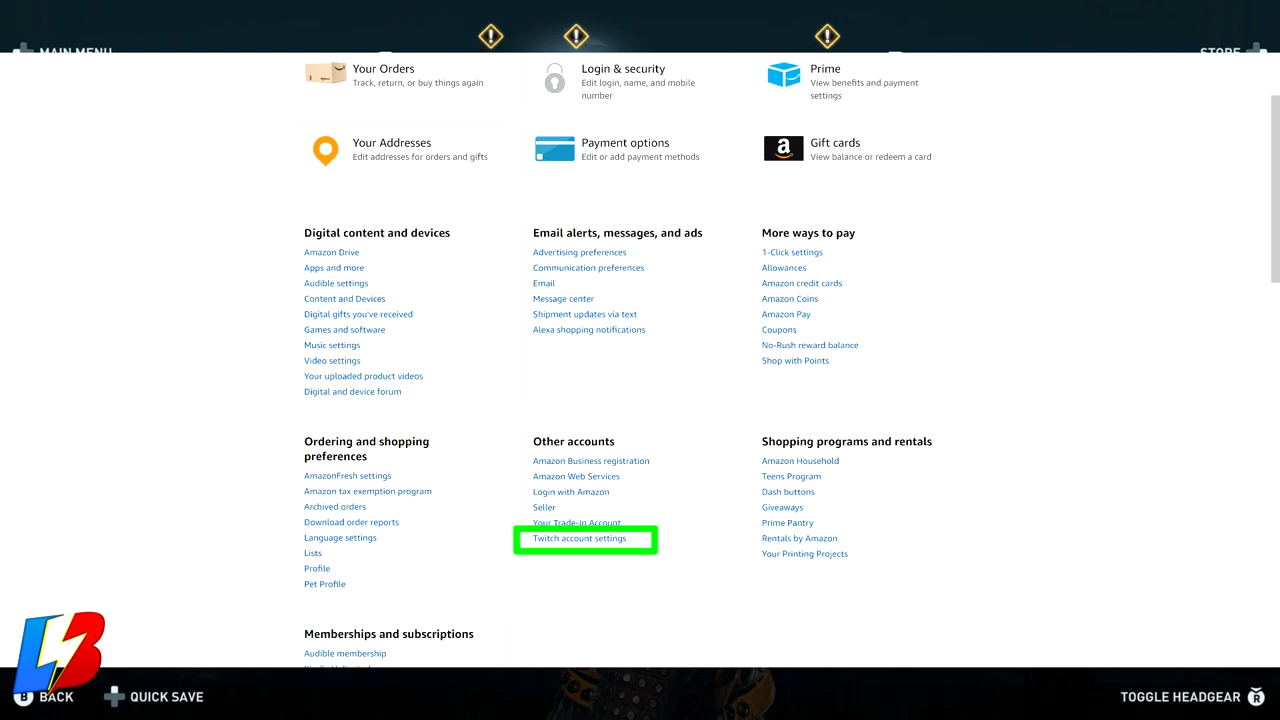 MAIN MENU
STORE
Your Orders
Track, return, or buy things again
Login & security
Edit login, name, and mobile
number
Prime
View benefits and payment
settings
Your Addresses
Edit addresses for orders and gifts
Payment options
Edit or add payment methods
Gift cards
View balance or redeem a card
Digital content and devices
Amazon Drive
Apps and more
Audible settings
Content and Devices
Digital gifts you've received
Games and software
Music settings
Video settings
Your uploaded product videos
Digital and device forum
Email alerts, messages, and ads
Advertising preferences
Communication preferences
Email
Message center
Shipment updates via text
Alexa shopping notifications
More ways to pay
1-Click settings
Allowances
Amazon credit cards
Amazon Coins
Amazon Pay
Coupons
No-Rush reward balance
Shop with Points
Ordering and shopping
preferences
AmazonFresh settings
Amazon tax exemption program
Archived orders
Download order reports
Language settings
Lists
Profile
Pet Profile
Other accounts
Amazon Business registration
Amazon Web Services
Login with Amazon
Seller
Your Trade-In Account
Twitch account settings
Shopping programs and rentals
Amazon Household
Teens Program
Dash buttons
Giveaways
Prime Pantry
Rentals by Amazon
Your Printing Projects
Memberships and subscriptions
Audible membership
B BACK
QUICK SAVE
TOGGLE HEADGEAR R